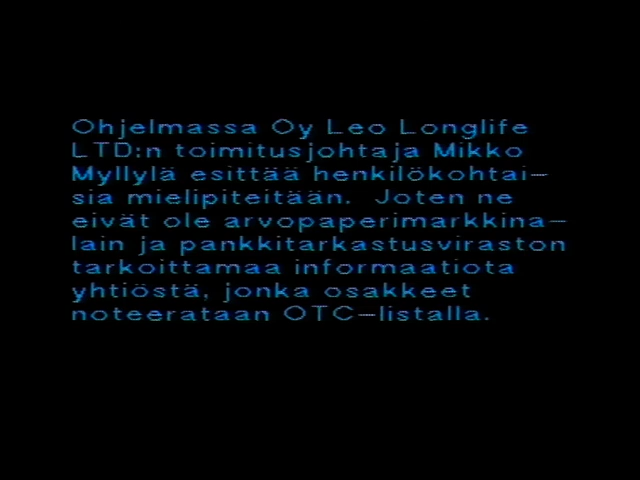 Ohjelmassa Oy Leo Longlife
LTD:n toimitusjohtaja Mikko
Myllylä esittää henkilökohtai-
sia mielipiteitään. Joten ne
eivät ole arvopaperimarkkina-
lain ja pankkitarkastusviraston
tarkoittamaa informaatiota
yhtiöstä, jonka osakkeet
noteerataan OTC-listalla.